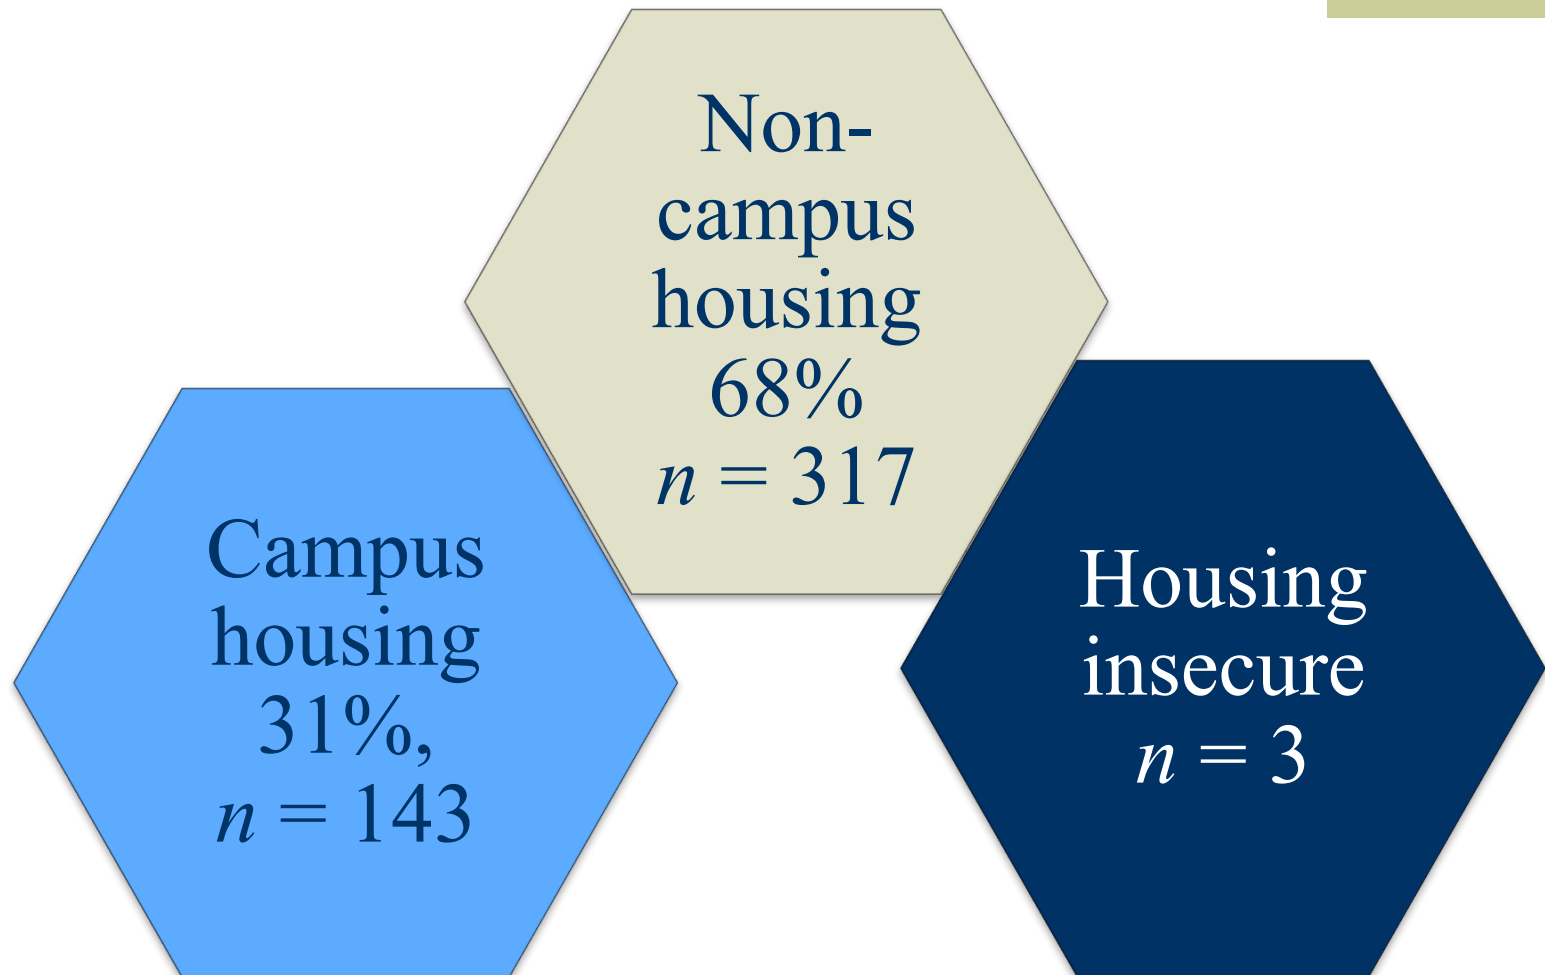 Non-
campus
housing
68%
n = 317
Campus
housing
31%,
n = 143
Housing
insecure
n = 3